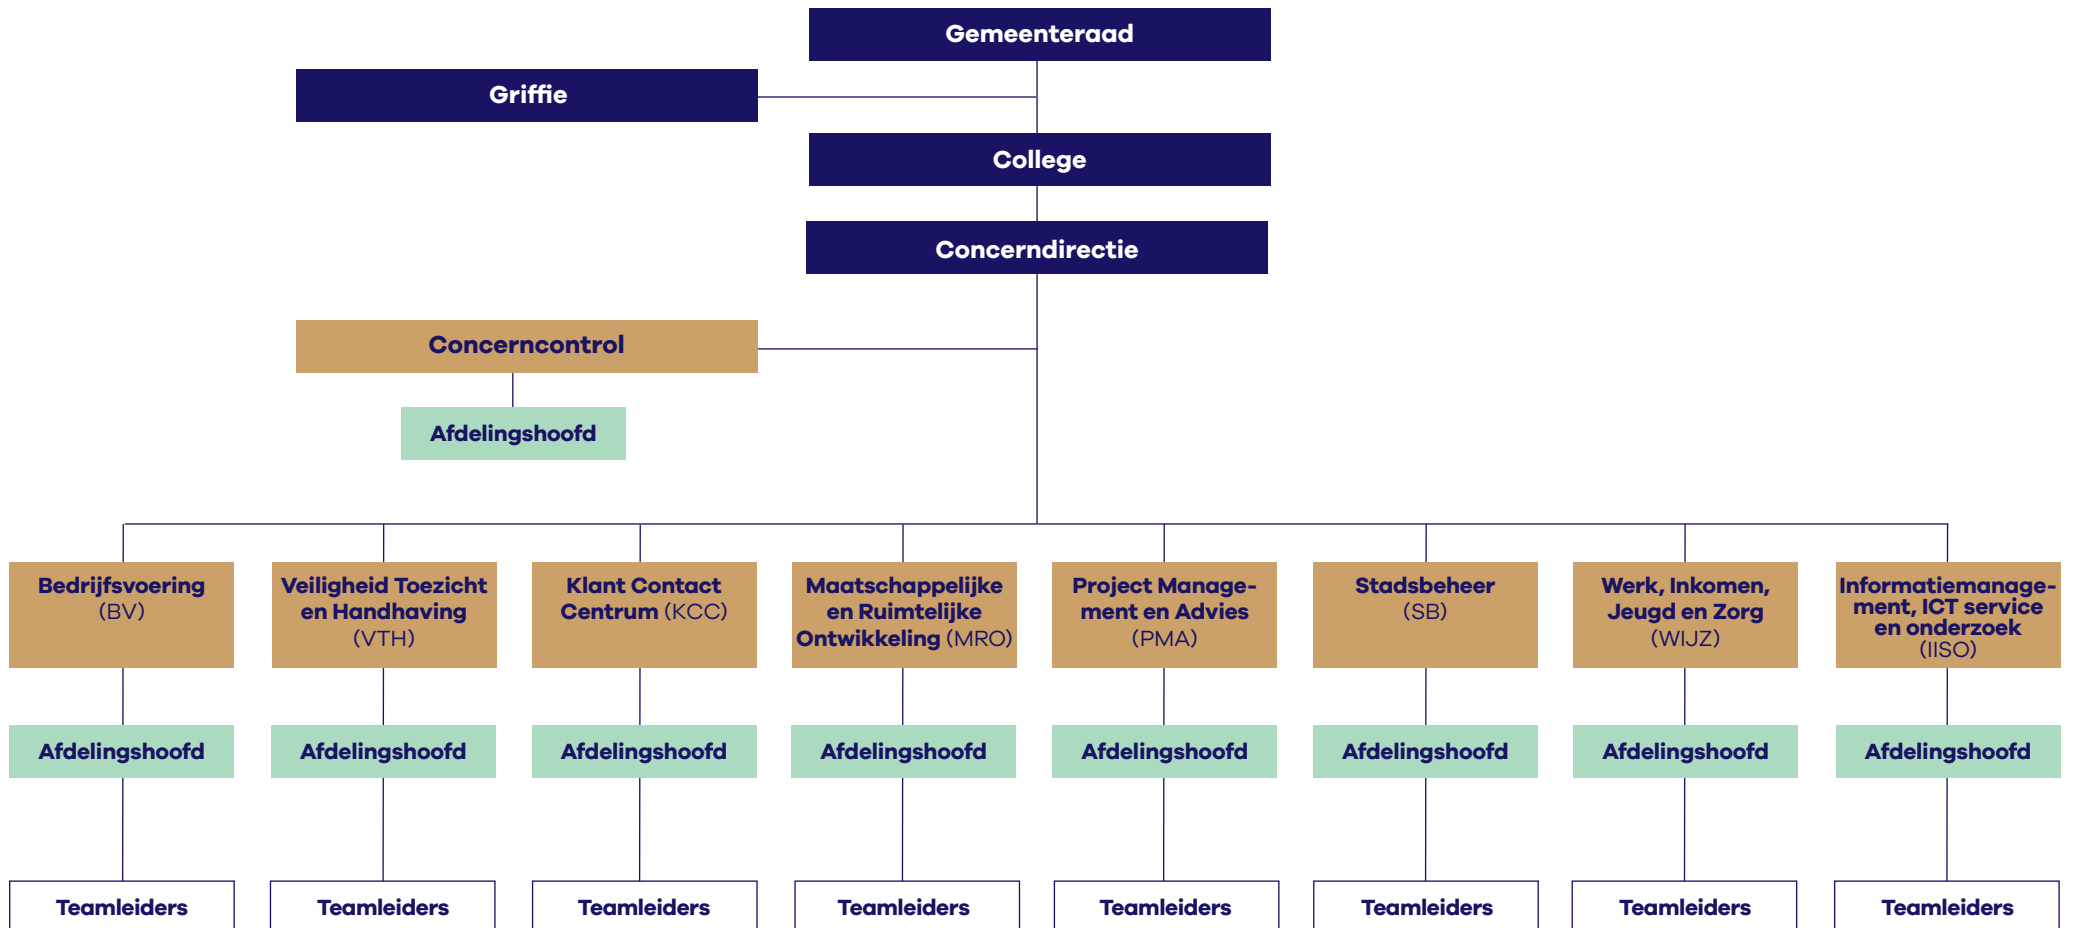 Gemeenteraad
Griffie
College
Concerndirectie
Concerncontrol
Afdelingshoofd
Bedrijfsvoering
(BV)
Veiligheid Toezicht
en Handhaving
(VTH)
Klant Contact
Centrum (KCC)
Maatschappelijke
en Ruimtelijke
Ontwikkeling (MRO)
Project Manage-
ment en Advies
(PMA)
Stadsbeheer
(SB)
Werk, Inkomen,
Jeugd en Zorg
(WIJZ)
Informatiemanage-
ment, ICT service
en onderzoek
(IISO)
Afdelingshoofd
Afdelingshoofd
Afdelingshoofd
Afdelingshoofd
Afdelingshoofd
Afdelingshoofd
Afdelingshoofd
Afdelingshoofd
Teamleiders
Teamleiders
Teamleiders
Teamleiders
Teamleiders
Teamleiders
Teamleiders
Teamleiders